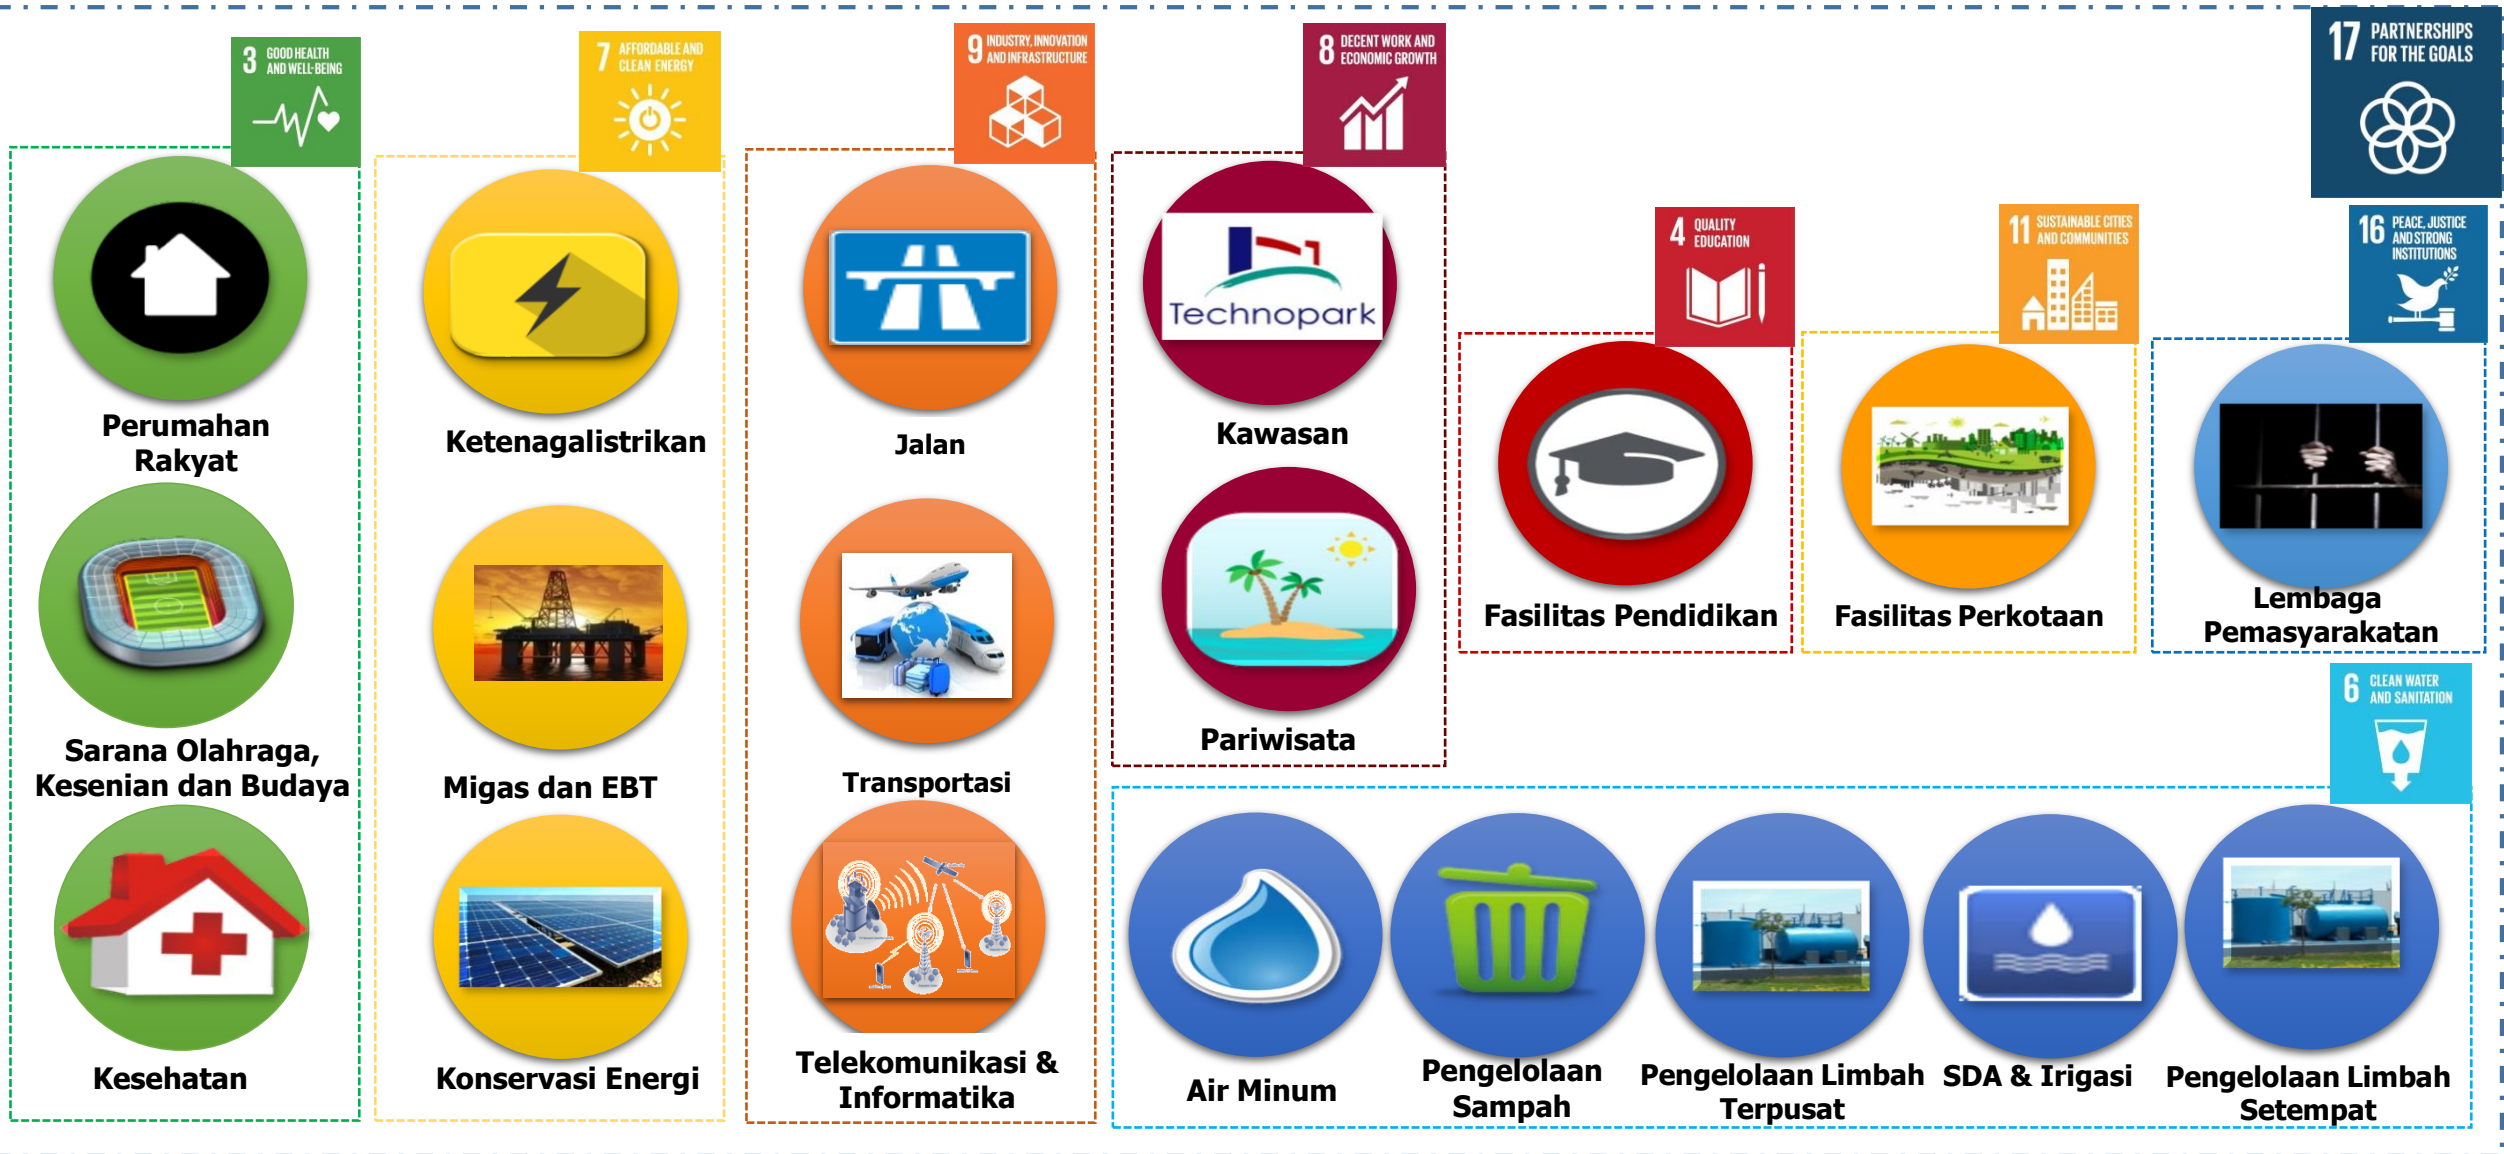 3 GOOD HEALTH
AND WELL-BEING
Perumahan
Rakyat
Sarana Olahraga,
Kesenian dan Budaya
Kesehatan
7 AFFORDABLE AND
CLEAN ENERGY
Ketenagalistrikan
Migas dan EBT
Konservasi Energi
9 INDUSTRY, INNOVATION
AND INFRASTRUCTURE
Jalan
Transportasi
Telekomunikasi &
Informatika
8 DECENT WORK AND
ECONOMIC GROWTH
Technopark
Kawasan
Pariwisata
4 QUALITY
EDUCATION
Fasilitas Pendidikan
11 SUSTAINABLE CITIES
AND COMMUNITIES
Fasilitas Perkotaan
17 PARTNERSHIPS
FOR THE GOALS
16 PEACE, JUSTICE
AND STRONG
INSTITUTIONS
Lembaga
Pemasyarakatan
6 CLEAN WATER
AND SANITATION
Air Minum
Pengelolaan
Sampah
Pengelolaan Limbah
Terpusat
SDA & Irigasi
Pengelolaan Limbah
Setempat